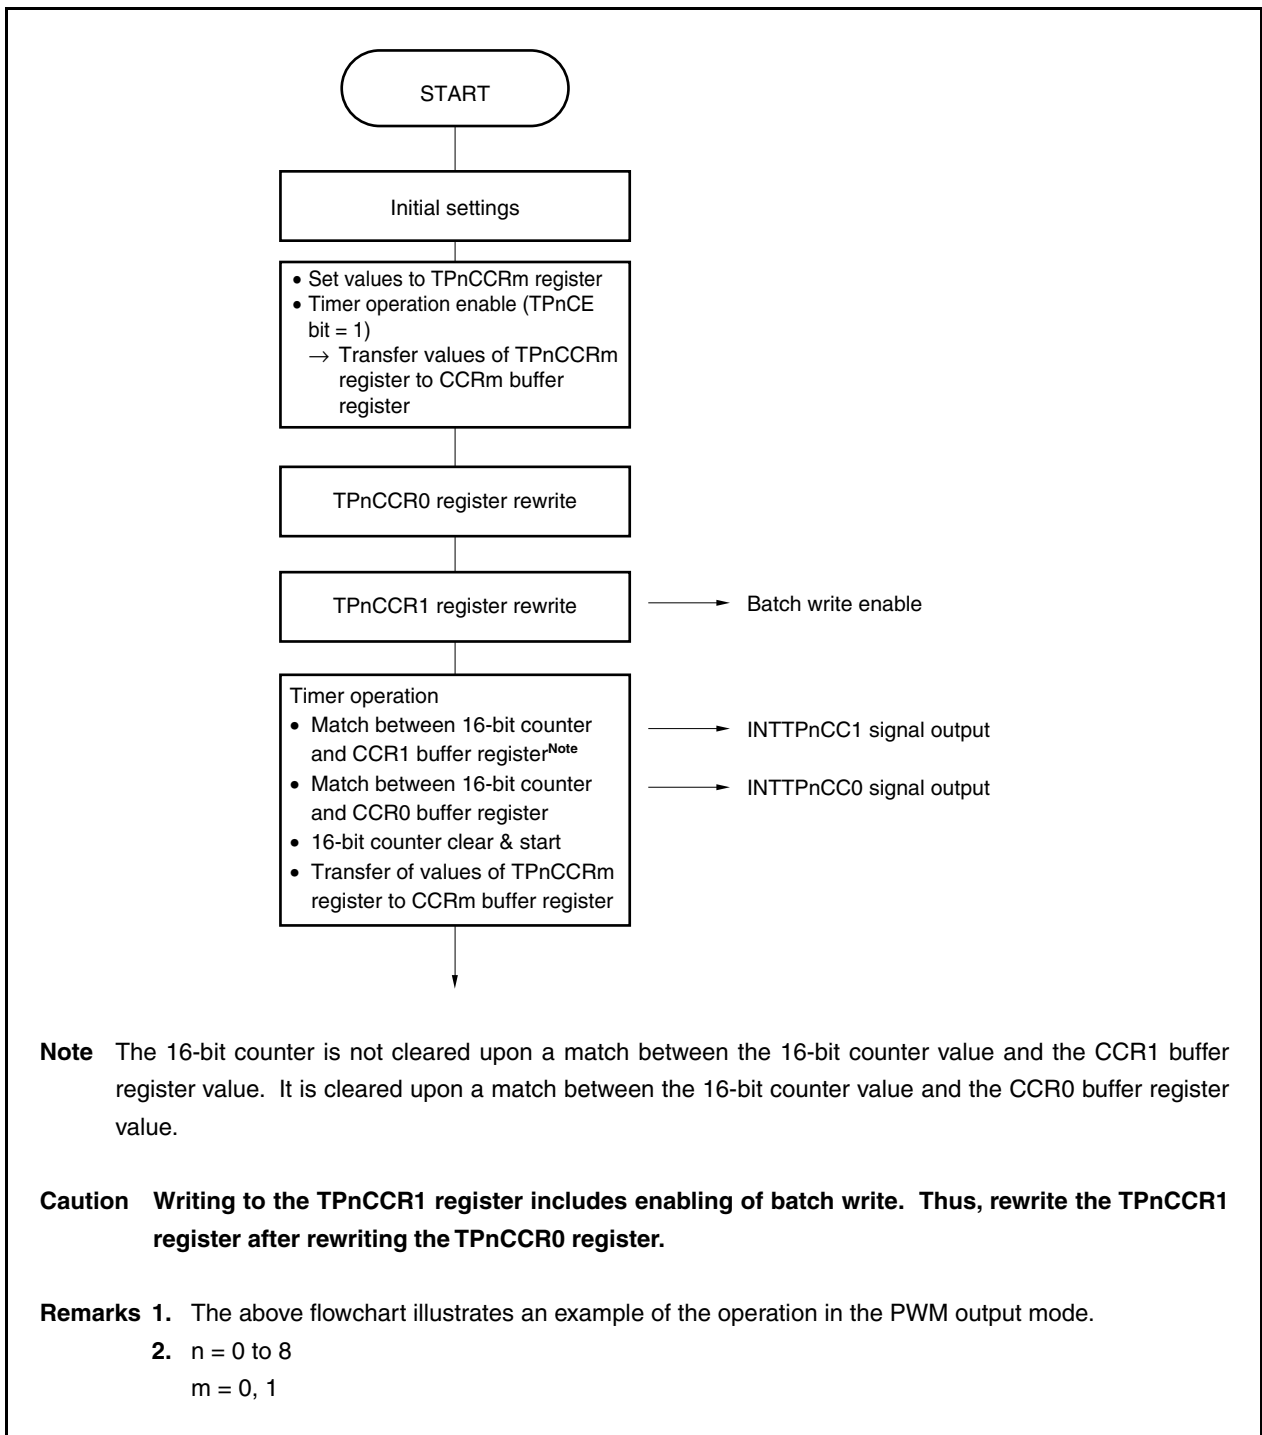 START
Initial settings
• Set values to TPnCCRm register
• Timer operation enable (TPnCE
bit = 1)
→ Transfer values of TPnCCRm
register to CCRm buffer
register
TPnCCR0 register rewrite
TPnCCR1 register rewrite
Batch write enable
Timer operation
• Match between 16-bit counter
and CCR1 buffer registerNote
INTTPnCC1 signal output
• Match between 16-bit counter
and CCR0 buffer register
INTTPnCC0 signal output
• 16-bit counter clear & start
• Transfer of values of TPnCCRm
register to CCRm buffer register
Note The 16-bit counter is not cleared upon a match between the 16-bit counter value and the CCR1 buffer
register value. It is cleared upon a match between the 16-bit counter value and the CCR0 buffer register
value.
Caution Writing to the TPnCCR1 register includes enabling of batch write. Thus, rewrite the TPnCCR1
register after rewriting the TPnCCR0 register.
Remarks 1. The above flowchart illustrates an example of the operation in the PWM output mode.
2. n = 0 to 8
m = 0, 1